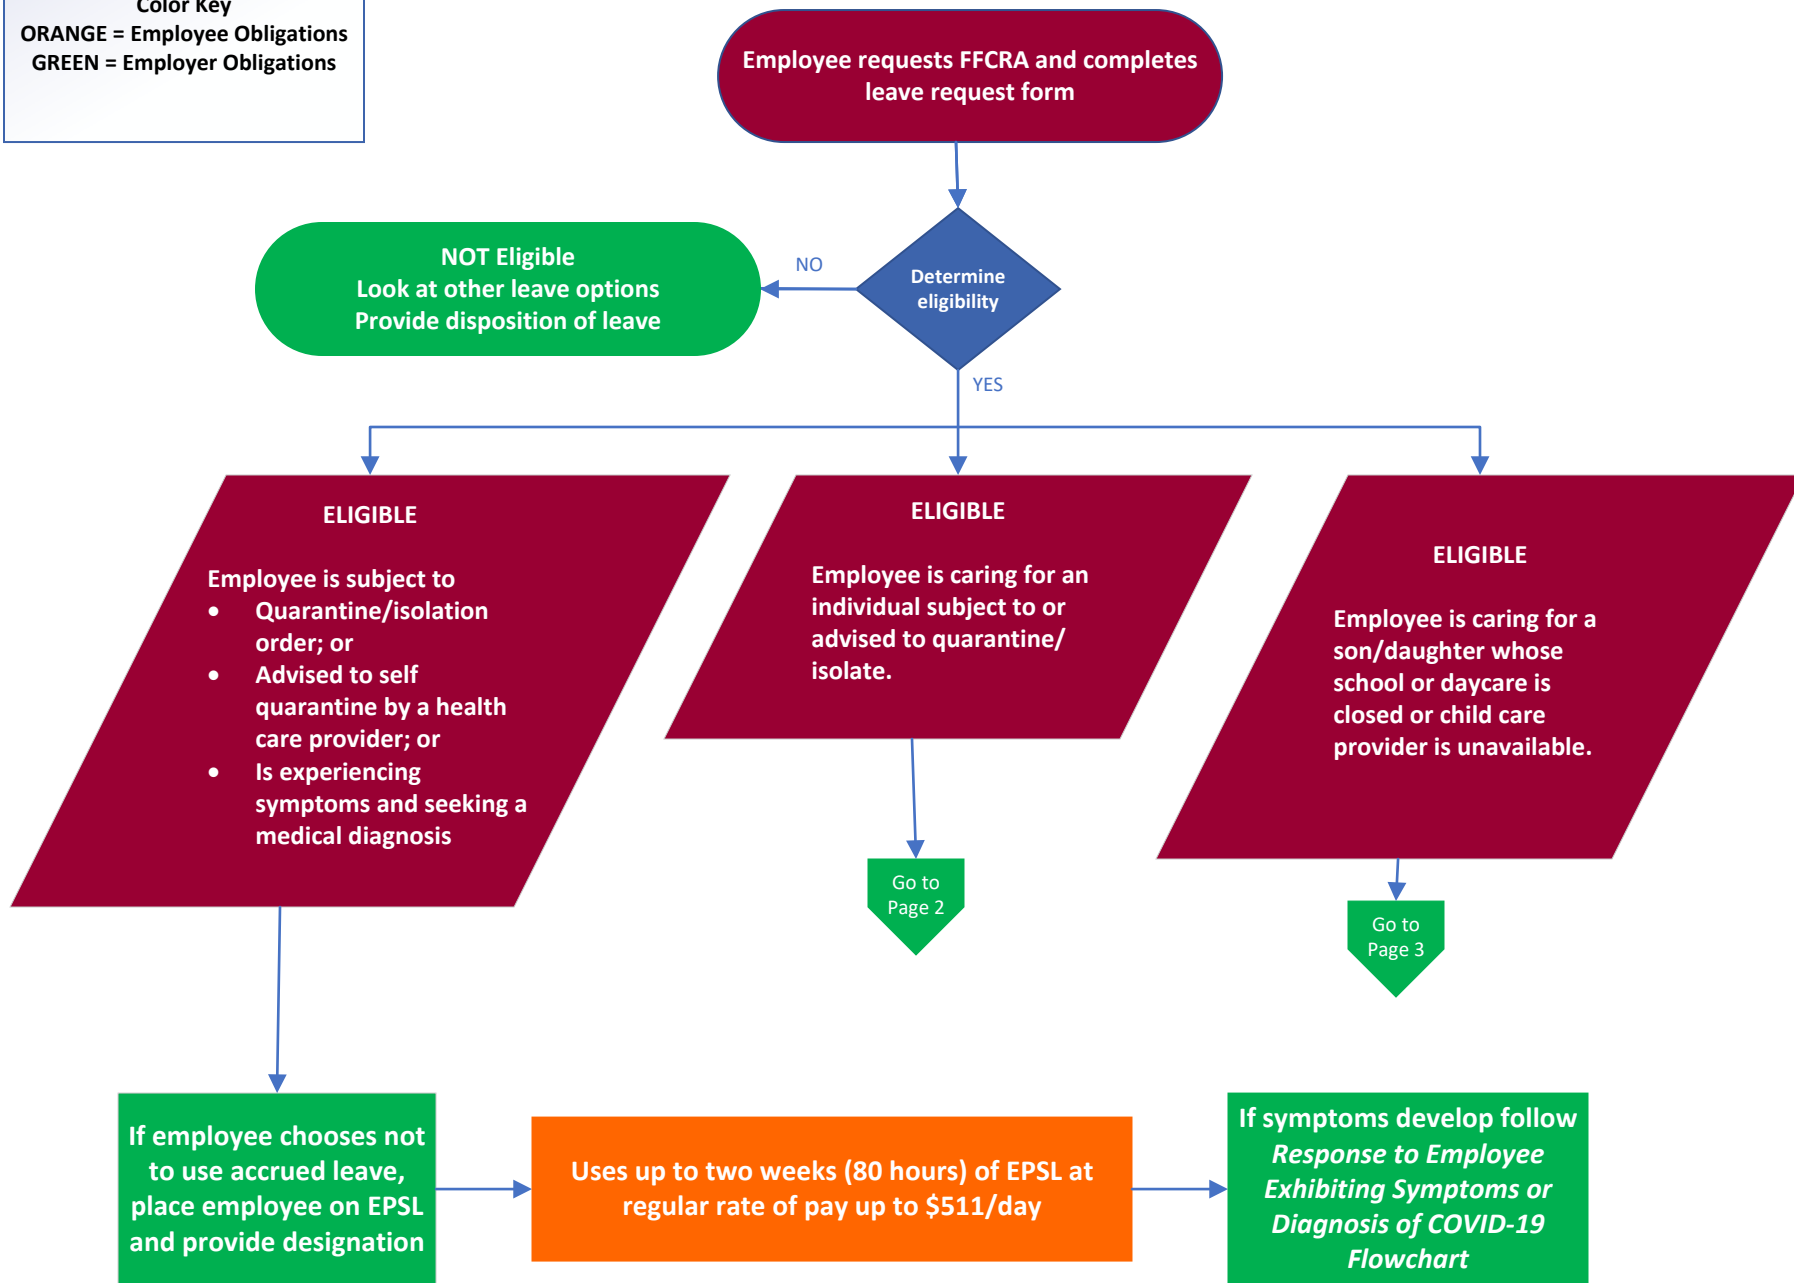 Color Key
ORANGE = Employee Obligations
GREEN = Employer Obligations
Employee requests FFCRA and completes
leave request form
Determine
eligibility
NO
NOT Eligible
Look at other leave options
Provide disposition of leave
YES
ELIGIBLE
Employee is subject to
• Quarantine/isolation
order; or
• Advised to self
quarantine by a health
care provider; or
• Is experiencing
symptoms and seeking a
medical diagnosis
ELIGIBLE
Employee is caring for an
individual subject to or
advised to quarantine/
isolate.
ELIGIBLE
Employee is caring for a
son/daughter whose
school or daycare is
closed or child care
provider is unavailable.
Go to
Page 2
Go to
Page 3
If employee chooses not
to use accrued leave,
place employee on EPSL
and provide designation
Uses up to two weeks (80 hours) of EPSL at
regular rate of pay up to $511/day
If symptoms develop follow
Response to Employee
Exhibiting Symptoms or
Diagnosis of COVID-19
Flowchart